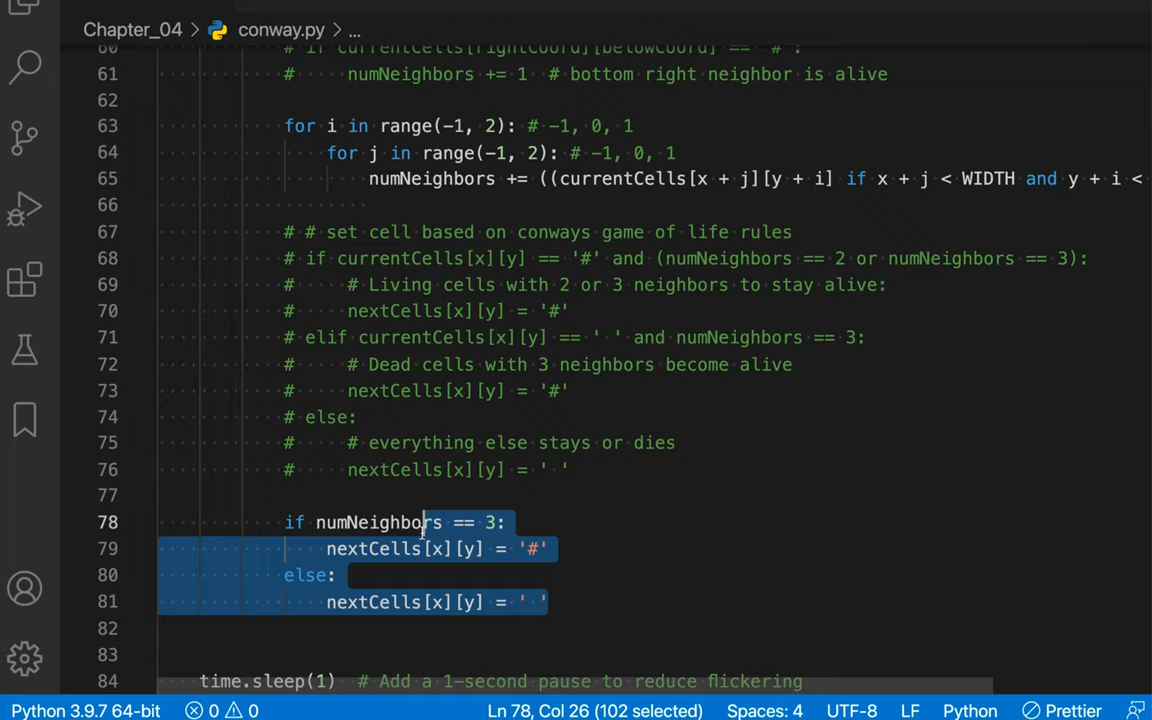 Chapter_04 > conway.py > ...
60 # if currentCells[rightCoord][belowCoord] == '#':
61 #     numNeighbors += 1  # bottom right neighbor is alive
62
63 for i in range(-1, 2): # -1, 0, 1
64     for j in range(-1, 2): # -1, 0, 1
65         numNeighbors += ((currentCells[x + j][y + i] if x + j < WIDTH and y + i <
66
67 # # set cell based on conways game of life rules
68 # if currentCells[x][y] == '#' and (numNeighbors == 2 or numNeighbors == 3):
69 #     # Living cells with 2 or 3 neighbors to stay alive:
70 #     nextCells[x][y] = '#'
71 # elif currentCells[x][y] == ' ' and numNeighbors == 3:
72 #     # Dead cells with 3 neighbors become alive
73 #     nextCells[x][y] = '#'
74 # else:
75 #     # everything else stays or dies
76 #     nextCells[x][y] = ' '
77
78 if numNeighbors == 3:
79     nextCells[x][y] = '#'
80 else:
81     nextCells[x][y] = ' '
82
83
84 time.sleep(1)  # Add a 1-second pause to reduce flickering
Python 3.9.7 64-bit 0 0 Ln 78, Col 26 (102 selected) Spaces: 4 UTF-8 LF Python Prettier